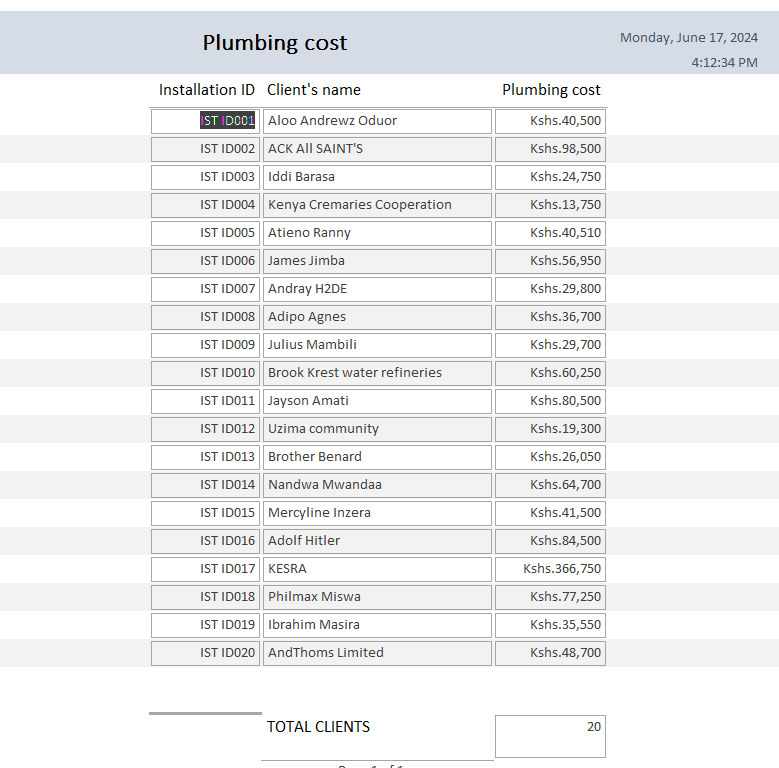 Plumbing cost
Monday, June 17, 2024
4:12:34 PM
Installation ID Client's name Plumbing cost
IST ID001 Aloo Andrewz Oduor Kshs.40,500
IST ID002 ACK All SAINT'S Kshs.98,500
IST ID003 Iddi Barasa Kshs.24,750
IST ID004 Kenya Cremaries Cooperation Kshs.13,750
IST ID005 Atieno Ranny Kshs.40,510
IST ID006 James Jimba Kshs.56,950
IST ID007 Andray H2DE Kshs.29,800
IST ID008 Adipo Agnes Kshs.36,700
IST ID009 Julius Mambili Kshs.29,700
IST ID010 Brook Krest water refineries Kshs.60,250
IST ID011 Jayson Amati Kshs.80,500
IST ID012 Uzima community Kshs.19,300
IST ID013 Brother Benard Kshs.26,050
IST ID014 Nandwa Mwandaa Kshs.64,700
IST ID015 Mercyline Inzera Kshs.41,500
IST ID016 Adolf Hitler Kshs.84,500
IST ID017 KESRA Kshs.366,750
IST ID018 Philmax Miswa Kshs.77,250
IST ID019 Ibrahim Masira Kshs.35,550
IST ID020 AndThoms Limited Kshs.48,700
TOTAL CLIENTS 20
Page 1 of 1